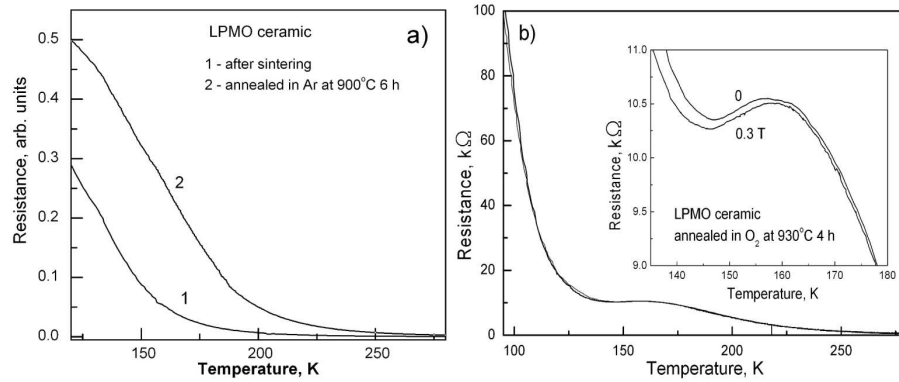 LPMO ceramic
a)
1 - after sintering
2 - annealed in Ar at 900°C 6 h
Resistance, arb. units
0.5
0.4
0.3
0.2
0.1
0.0
2
1
150
200
250
Temperature, K
b)
Resistance, kΩ
100
80
60
40
20
0
100
150
200
250
Temperature, K
Resistance, kΩ
11.0
10.5
10.0
9.5
9.0
0
0.3 T
LPMO ceramic
annealed in O₂ at 930°C 4 h
140
150
160
170
180
Temperature, K